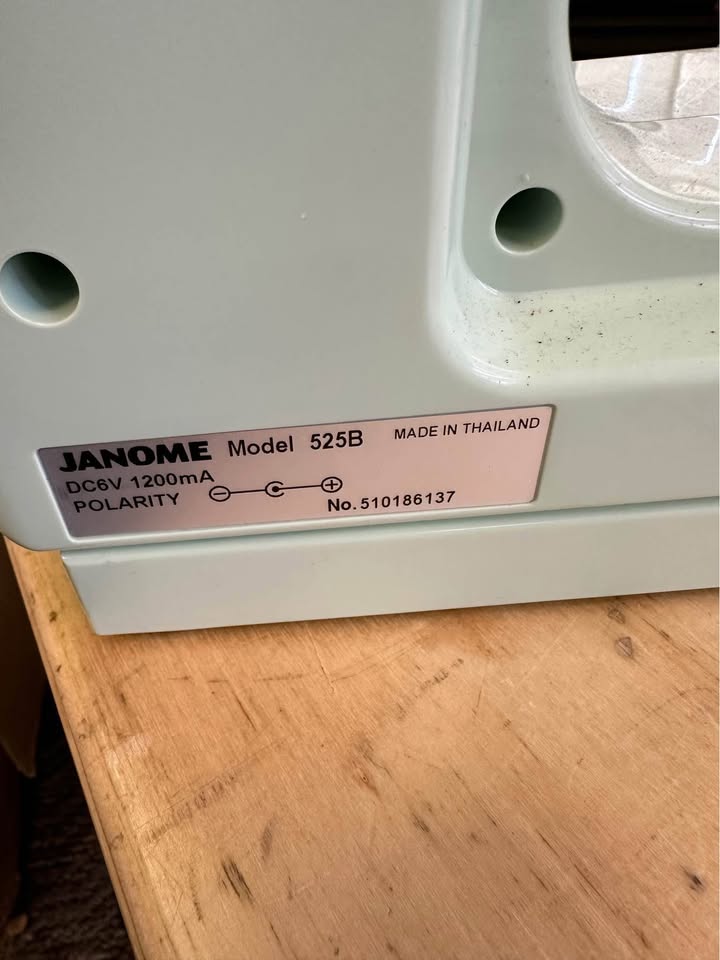 JANOME Model 525B MADE IN THAILAND
DC6V 1200mA
POLARITY - +
No. 510186137